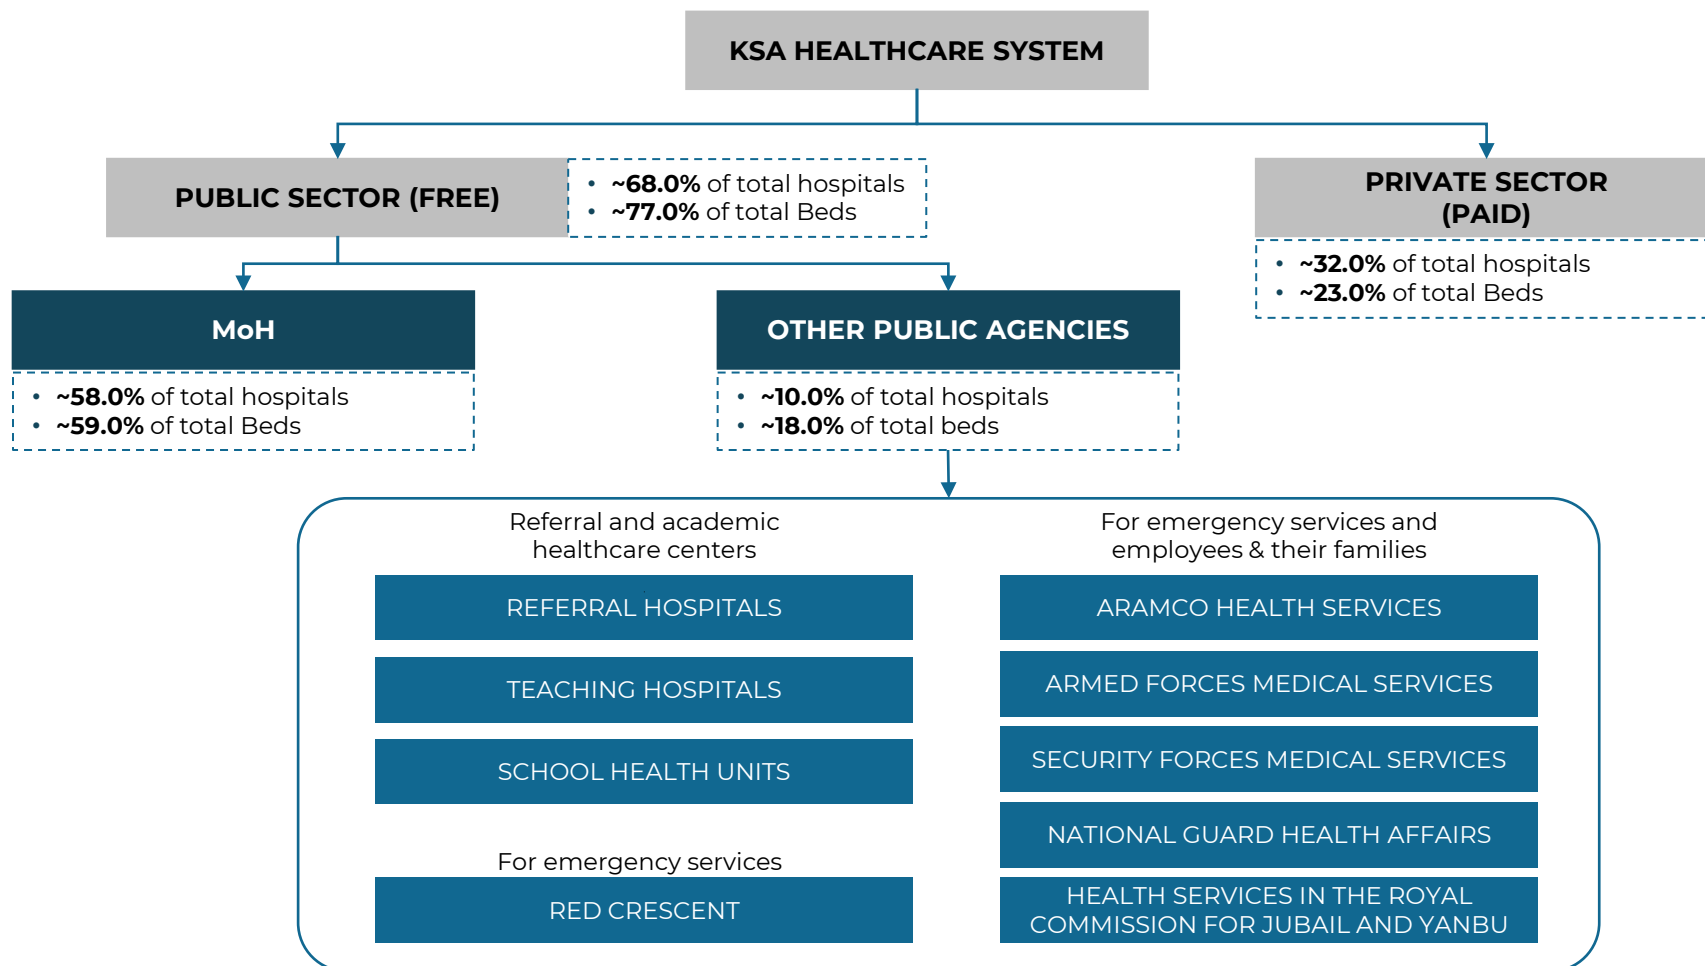 KSA HEALTHCARE SYSTEM
PUBLIC SECTOR (FREE)
• ~68.0% of total hospitals
• ~77.0% of total Beds
PRIVATE SECTOR
(PAID)
• ~32.0% of total hospitals
• ~23.0% of total Beds
MoH
• ~58.0% of total hospitals
• ~59.0% of total Beds
OTHER PUBLIC AGENCIES
• ~10.0% of total hospitals
• ~18.0% of total beds
Referral and academic
healthcare centers
REFERRAL HOSPITALS
TEACHING HOSPITALS
SCHOOL HEALTH UNITS
For emergency services
RED CRESCENT
For emergency services and
employees & their families
ARAMCO HEALTH SERVICES
ARMED FORCES MEDICAL SERVICES
SECURITY FORCES MEDICAL SERVICES
NATIONAL GUARD HEALTH AFFAIRS
HEALTH SERVICES IN THE ROYAL
COMMISSION FOR JUBAIL AND YANBU